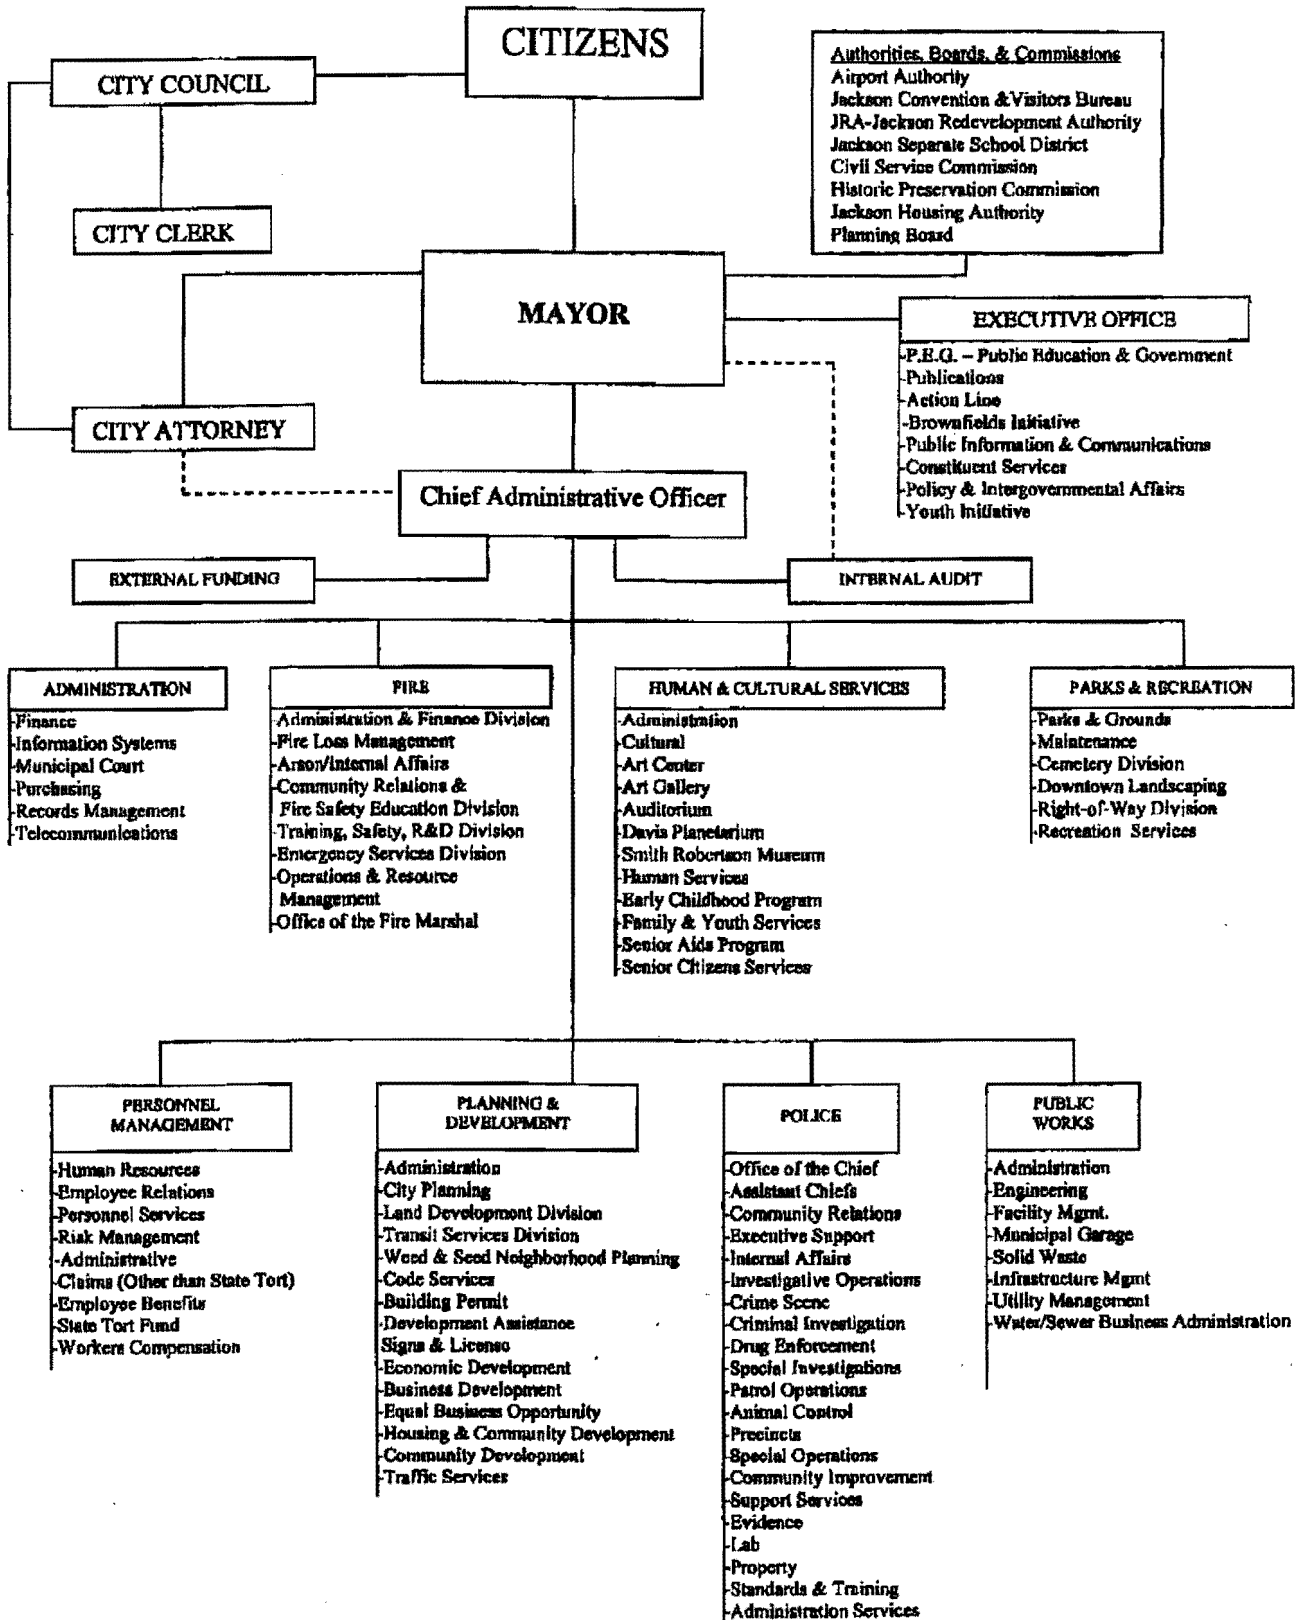 CITIZENS
CITY COUNCIL
Authorities, Boards, & Commissions
Airport Authority
Jackson Convention &Visitors Bureau
JRA-Jackson Redevelopment Authority
Jackson Separate School District
Civil Service Commission
Historic Preservation Commission
Jackson Housing Authority
Planning Board
CITY CLERK
MAYOR
EXECUTIVE OFFICE
-P.E.G. – Public Education & Government
-Publications
-Action Line
-Brownfields Initiative
-Public Information & Communications
-Constituent Services
-Policy & Intergovernmental Affairs
-Youth Initiative
CITY ATTORNEY
Chief Administrative Officer
EXTERNAL FUNDING
INTERNAL AUDIT
ADMINISTRATION
-Finance
-Information Systems
-Municipal Court
-Purchasing
-Records Management
-Telecommunications
FIRE
-Administration & Finance Division
-Fire Loss Management
-Arson/Internal Affairs
-Community Relations &
Fire Safety Education Division
-Training, Safety, R&D Division
-Emergency Services Division
-Operations & Resource
Management
-Office of the Fire Marshal
HUMAN & CULTURAL SERVICES
-Administration
-Cultural
-Art Center
-Art Gallery
-Auditorium
-Davis Planetarium
-Smith Robertson Museum
-Human Services
-Early Childhood Program
-Family & Youth Services
-Senior Aids Program
-Senior Citizens Services
PARKS & RECREATION
-Parks & Grounds
-Maintenance
-Cemetery Division
-Downtown Landscaping
-Right-of-Way Division
-Recreation Services
PERSONNEL
MANAGEMENT
-Human Resources
-Employee Relations
-Personnel Services
-Risk Management
-Administrative
-Claims (Other than State Tort)
-Employee Benefits
-State Tort Fund
-Workers Compensation
PLANNING &
DEVELOPMENT
-Administration
-City Planning
-Land Development Division
-Transit Services Division
-Weed & Seed Neighborhood Planning
-Code Services
-Building Permit
-Development Assistance
Signs & License
-Economic Development
-Business Development
-Equal Business Opportunity
-Housing & Community Development
-Community Development
-Traffic Services
POLICE
-Office of the Chief
-Assistant Chiefs
-Community Relations
-Executive Support
-Internal Affairs
-Investigative Operations
-Crime Scene
-Criminal Investigation
-Drug Enforcement
-Special Investigations
-Patrol Operations
-Animal Control
-Precincts
-Special Operations
-Community Improvement
-Support Services
-Evidence
-Lab
-Property
-Standards & Training
-Administration Services
PUBLIC
WORKS
-Administration
-Engineering
-Facility Mgmt.
-Municipal Garage
-Solid Waste
-Infrastructure Mgmt
-Utility Management
-Water/Sewer Business Administration